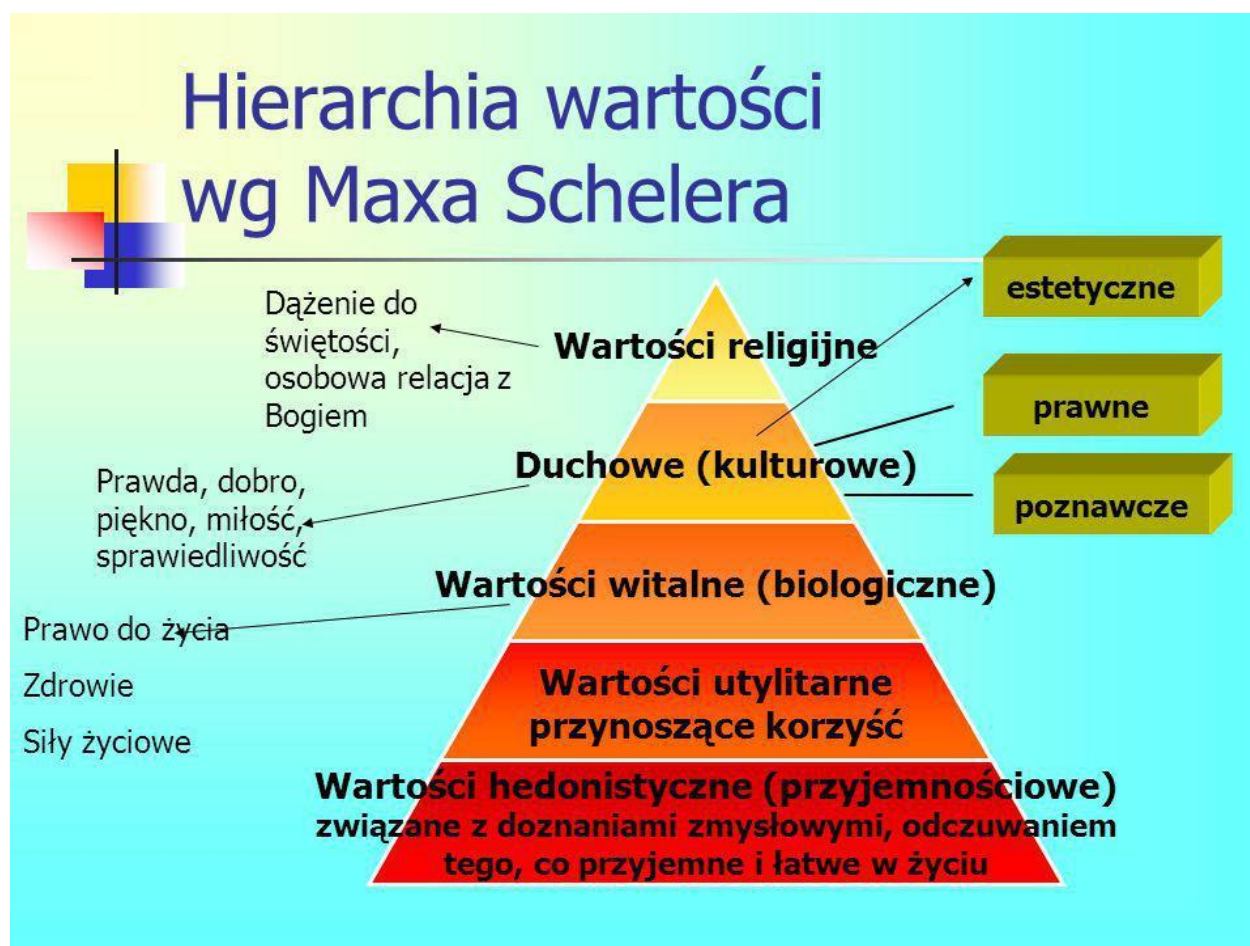 Hierarchia wartości
wg Maxa Schelera
estetyczne
Dążenie do
świętości,
osobowa relacja z
Bogiem
Wartości religijne
prawne
Duchowe (kulturowe)
Prawda, dobro,
piękno, miłość,
sprawiedliwość
poznawcze
Wartości witalne (biologiczne)
Prawo do życia
Zdrowie
Siły życiowe
Wartości utylitarne
przynoszące korzyść
Wartości hedonistyczne (przyjemnościowe)
związane z doznaniami zmysłowymi, odczuwaniem
tego, co przyjemne i łatwe w życiu